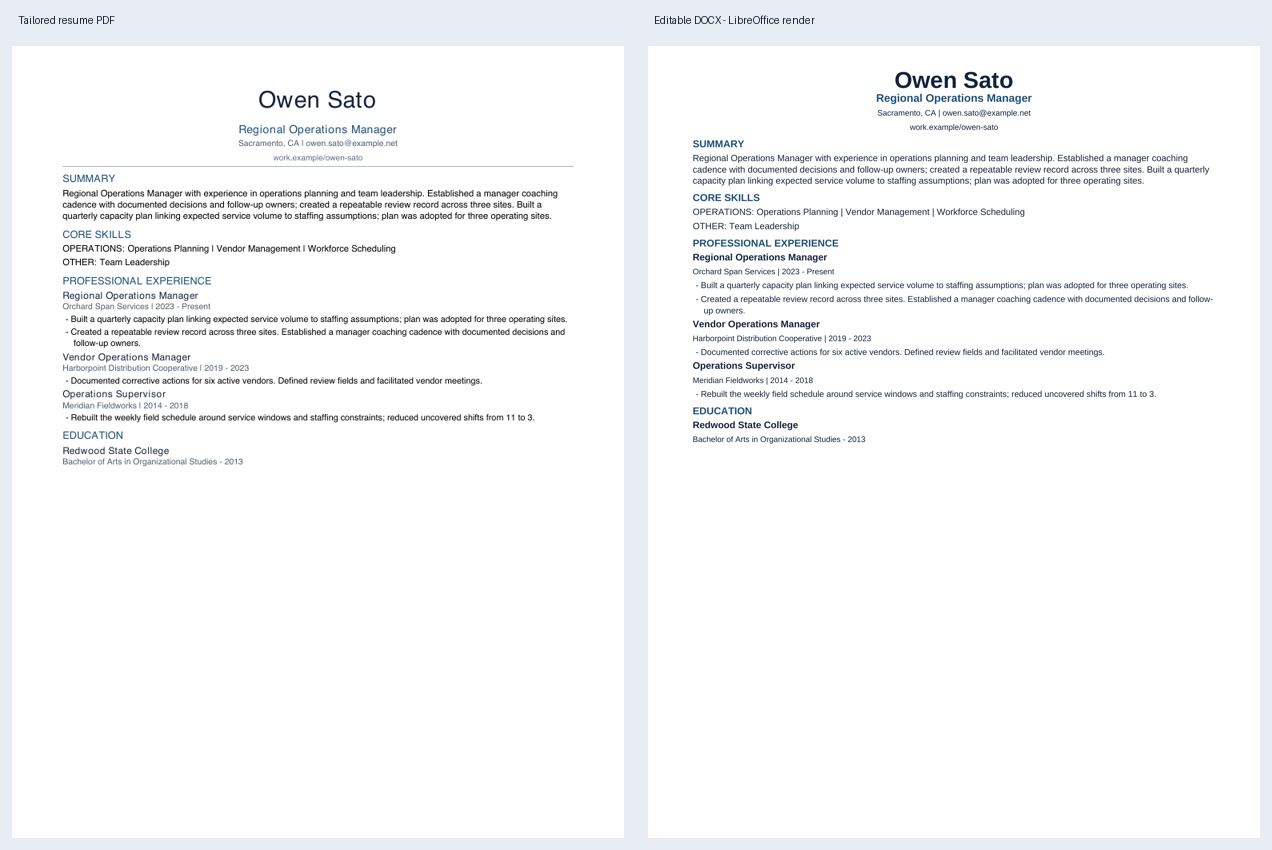 Tailored resume PDF
Owen Sato
Regional Operations Manager
Sacramento, CA | owen.sato@example.net
work.example/owen-sato
SUMMARY
Regional Operations Manager with experience in operations planning and team leadership. Established a manager coaching
cadence with documented decisions and follow-up owners; created a repeatable review record across three sites. Built a
quarterly capacity plan linking expected service volume to staffing assumptions; plan was adopted for three operating sites.
CORE SKILLS
OPERATIONS: Operations Planning | Vendor Management | Workforce Scheduling
OTHER: Team Leadership
PROFESSIONAL EXPERIENCE
Regional Operations Manager
Orchard Span Services | 2023 - Present
- Built a quarterly capacity plan linking expected service volume to staffing assumptions; plan was adopted for three operating sites.
- Created a repeatable review record across three sites. Established a manager coaching cadence with documented decisions and
follow-up owners.
Vendor Operations Manager
Harborpoint Distribution Cooperative | 2019 - 2023
- Documented corrective actions for six active vendors. Defined review fields and facilitated vendor meetings.
Operations Supervisor
Meridian Fieldworks | 2014 - 2018
- Rebuilt the weekly field schedule around service windows and staffing constraints; reduced uncovered shifts from 11 to 3.
EDUCATION
Redwood State College
Bachelor of Arts in Organizational Studies - 2013
Editable DOCX - LibreOffice render
Owen Sato
Regional Operations Manager
Sacramento, CA | owen.sato@example.net
work.example/owen-sato
SUMMARY
Regional Operations Manager with experience in operations planning and team leadership. Established a manager coaching
cadence with documented decisions and follow-up owners; created a repeatable review record across three sites. Built a quarterly
capacity plan linking expected service volume to staffing assumptions; plan was adopted for three operating sites.
CORE SKILLS
OPERATIONS: Operations Planning | Vendor Management | Workforce Scheduling
OTHER: Team Leadership
PROFESSIONAL EXPERIENCE
Regional Operations Manager
Orchard Span Services | 2023 - Present
- Built a quarterly capacity plan linking expected service volume to staffing assumptions; plan was adopted for three operating sites.
- Created a repeatable review record across three sites. Established a manager coaching cadence with documented decisions and follow-
up owners.
Vendor Operations Manager
Harborpoint Distribution Cooperative | 2019 - 2023
- Documented corrective actions for six active vendors. Defined review fields and facilitated vendor meetings.
Operations Supervisor
Meridian Fieldworks | 2014 - 2018
- Rebuilt the weekly field schedule around service windows and staffing constraints; reduced uncovered shifts from 11 to 3.
EDUCATION
Redwood State College
Bachelor of Arts in Organizational Studies - 2013